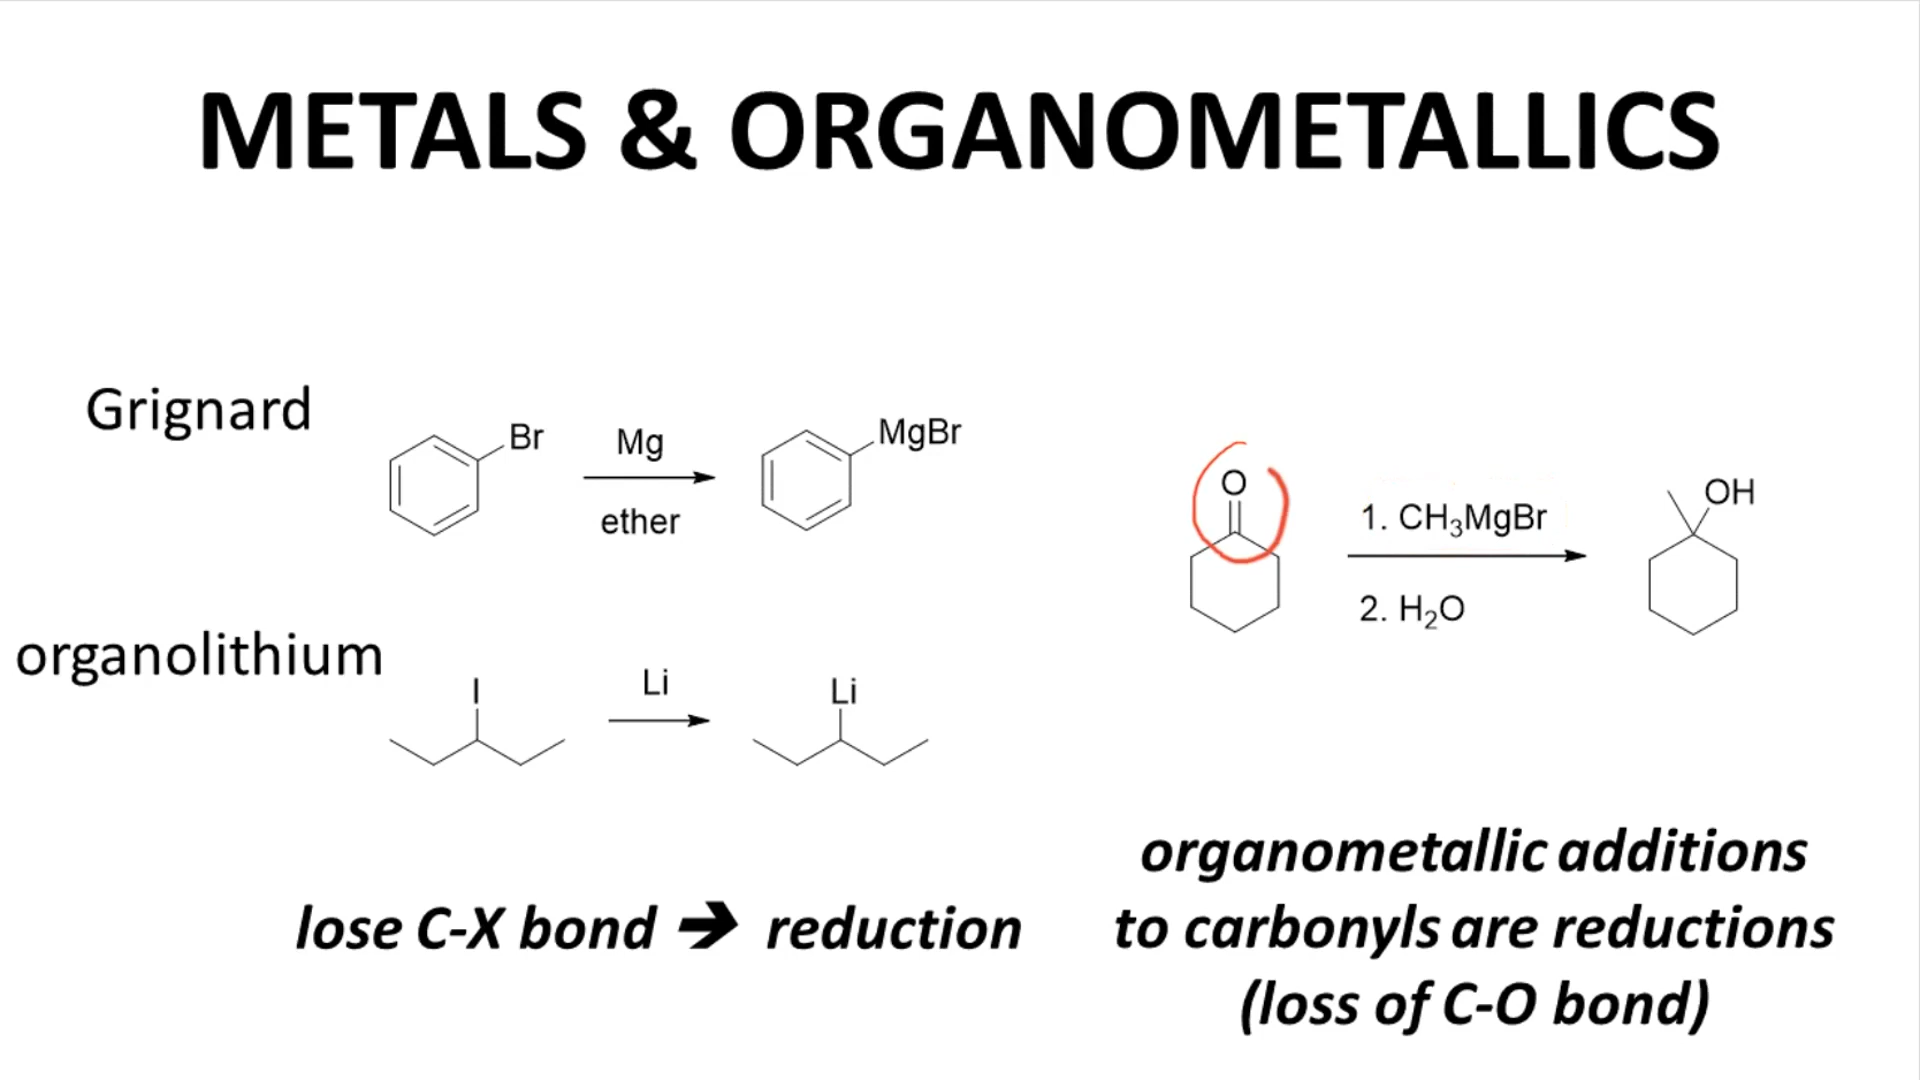 METALS & ORGANOMETALLICS
Grignard
Br
Mg
ether
MgBr
organolithium
I
Li
Li
O
1. CH₃MgBr
2. H₂O
OH
lose C-X bond ➔ reduction
organometallic additions
to carbonyls are reductions
(loss of C-O bond)